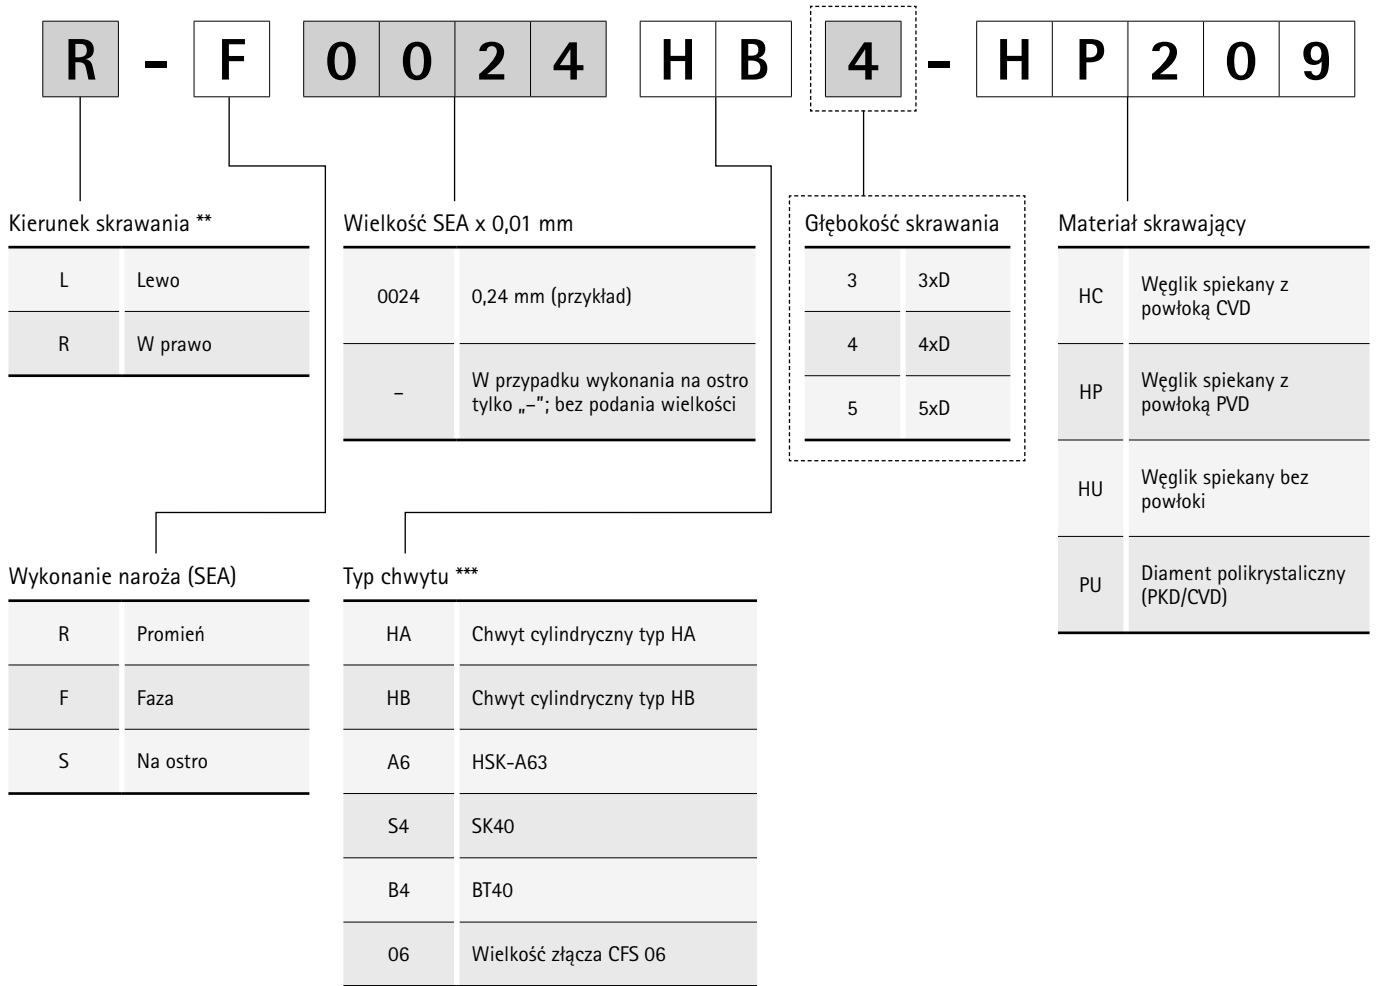 R - F 0 0 2 4 H B 4 - H P 2 0 9
Kierunek skrawania **
L Lewo
R W prawo
Wielkość SEA x 0,01 mm
0024 0,24 mm (przykład)
– W przypadku wykonania na ostro
tylko „–”; bez podania wielkości
Głębokość skrawania
3 3xD
4 4xD
5 5xD
Materiał skrawający
HC Węglik spiekany z
powłoką CVD
HP Węglik spiekany z
powłoką PVD
HU Węglik spiekany bez
powłoki
PU Diament polikrystaliczny
(PKD/CVD)
Wykonanie naroża (SEA)
R Promień
F Faza
S Na ostro
Typ chwytu ***
HA Chwyt cylindryczny typ HA
HB Chwyt cylindryczny typ HB
A6 HSK-A63
S4 SK40
B4 BT40
06 Wielkość złącza CFS 06